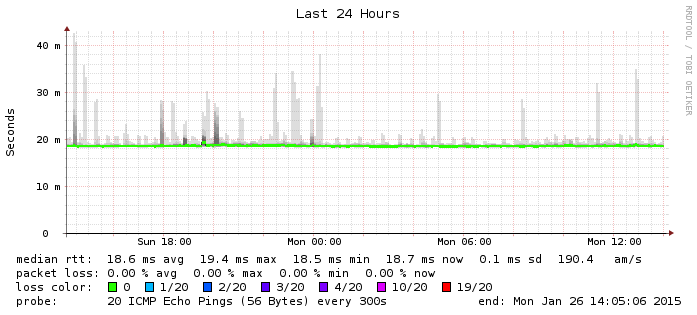 Last 24 Hours
RRDTOOL / TOBI OETIKER
Seconds
40 m
30 m
20 m
10 m
0
Sun 18:00 Mon 00:00 Mon 06:00 Mon 12:00
median rtt: 18.6 ms avg 19.4 ms max 18.5 ms min 18.7 ms now 0.1 ms sd 190.4 am/s
packet loss: 0.00 % avg 0.00 % max 0.00 % min 0.00 % now
loss color: 0 1/20 2/20 3/20 4/20 10/20 19/20
probe: 20 ICMP Echo Pings (56 Bytes) every 300s end: Mon Jan 26 14:05:06 2015